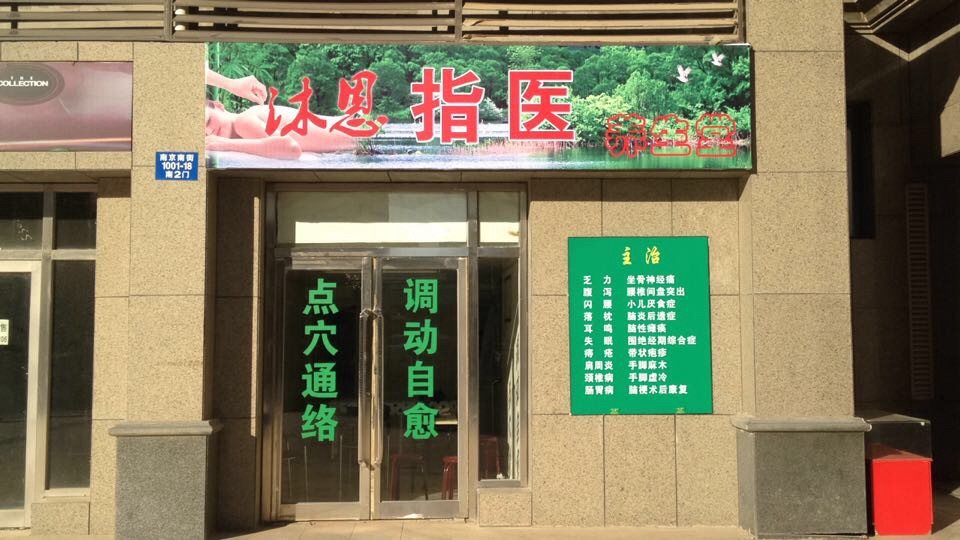 COLLECTION
沐恩 指医 养生堂
南京南街
1001-18
南2门
点穴通络
调动自愈
主治
乏力 坐骨神经痛
腹泻 腰椎间盘突出
闪腰 小儿厌食症
落枕 脑炎后遗症
耳鸣 脑性瘫痪
失眠 围绝经期综合症
痔疮 带状疱疹
肩周炎 手脚麻木
颈椎病 手脚虚冷
肠胃病 脑梗术后康复
售